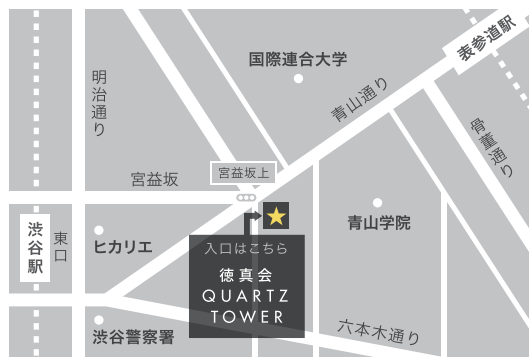 表参道駅
国際連合大学
明治通り
青山通り
骨董通り
宮益坂上
宮益坂
渋谷駅
東口
ヒカリエ
青山学院
入口はこちら
徳真会
QUARTZ
TOWER
渋谷警察署
六本木通り